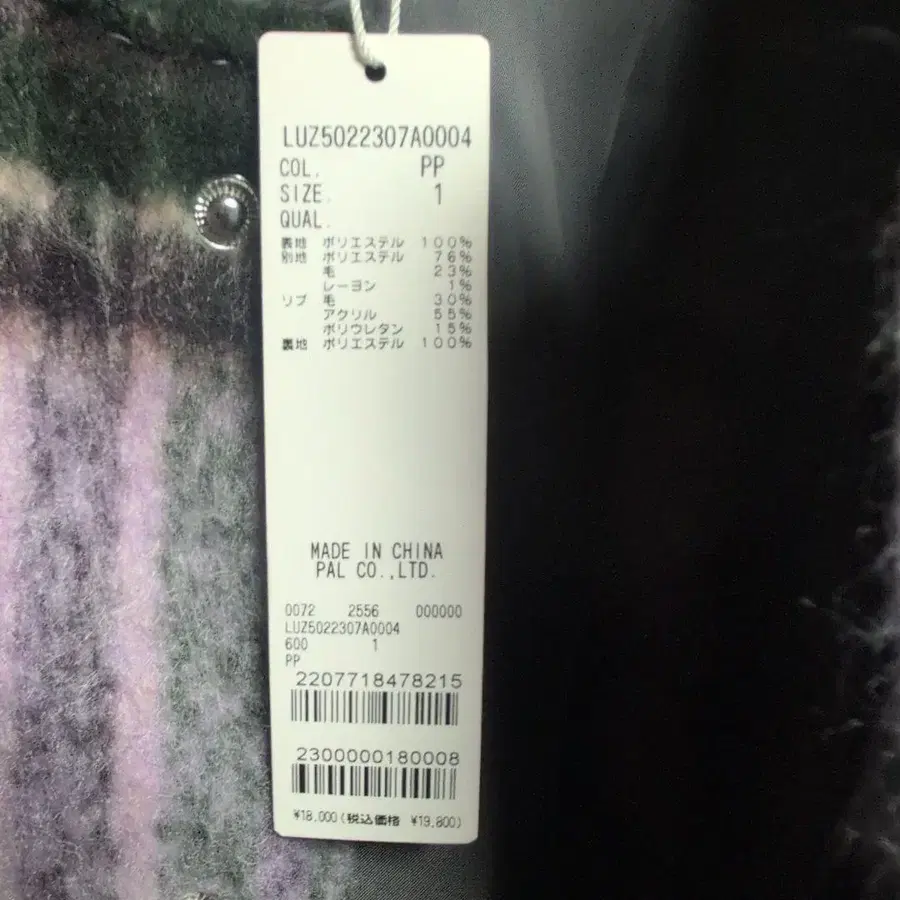 LUZ5022307A0004
COL. PP
SIZE. 1
QUAL.
表地 ポリエステル 100%
別地 ポリエステル 76%
毛 23%
レーヨン 1%
リブ 毛 30%
アクリル 55%
ポリウレタン 15%
裏地 ポリエステル 100%
MADE IN CHINA
PAL CO.,LTD.
0072 2556 000000
LUZ5022307A0004
600 1
PP
2207718478215
2300000180008
¥18,000(税込価格 ¥19,800)